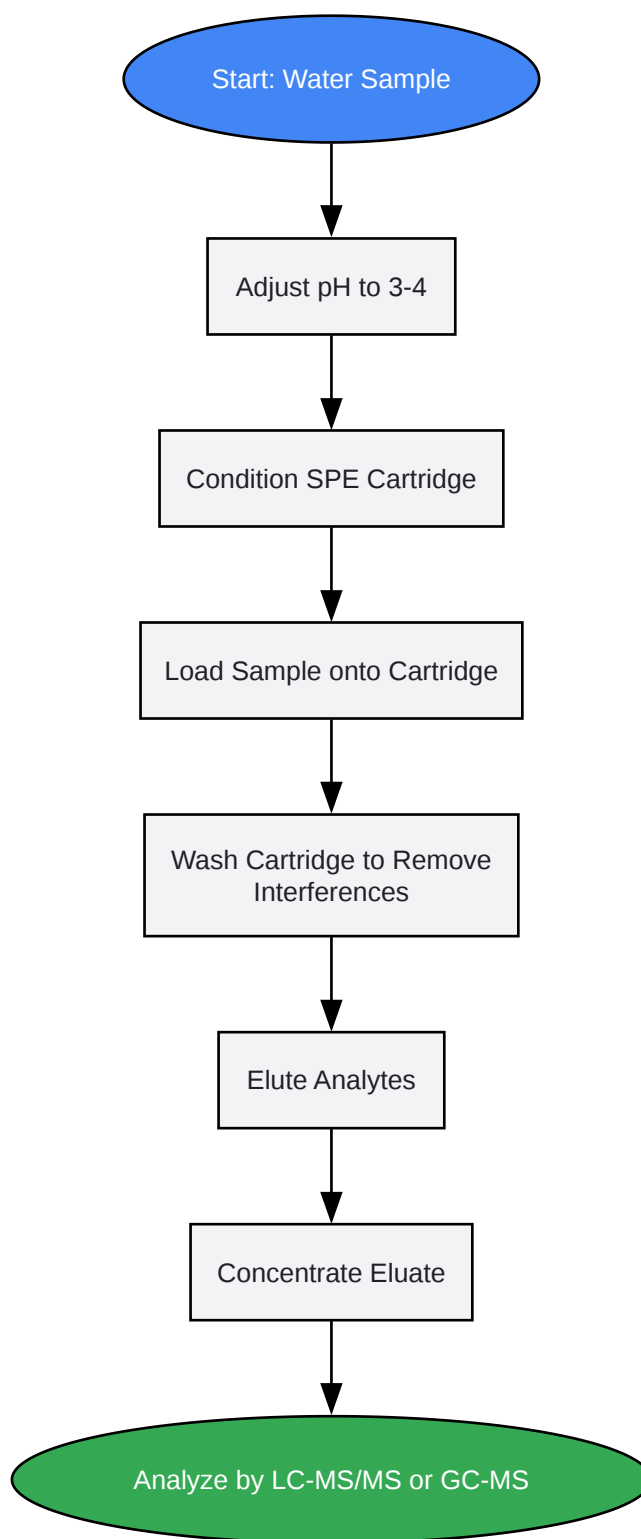 Start: Water Sample
Adjust pH to 3-4
Condition SPE Cartridge
Load Sample onto Cartridge
Wash Cartridge to Remove
Interferences
Elute Analytes
Concentrate Eluate
Analyze by LC-MS/MS or GC-MS